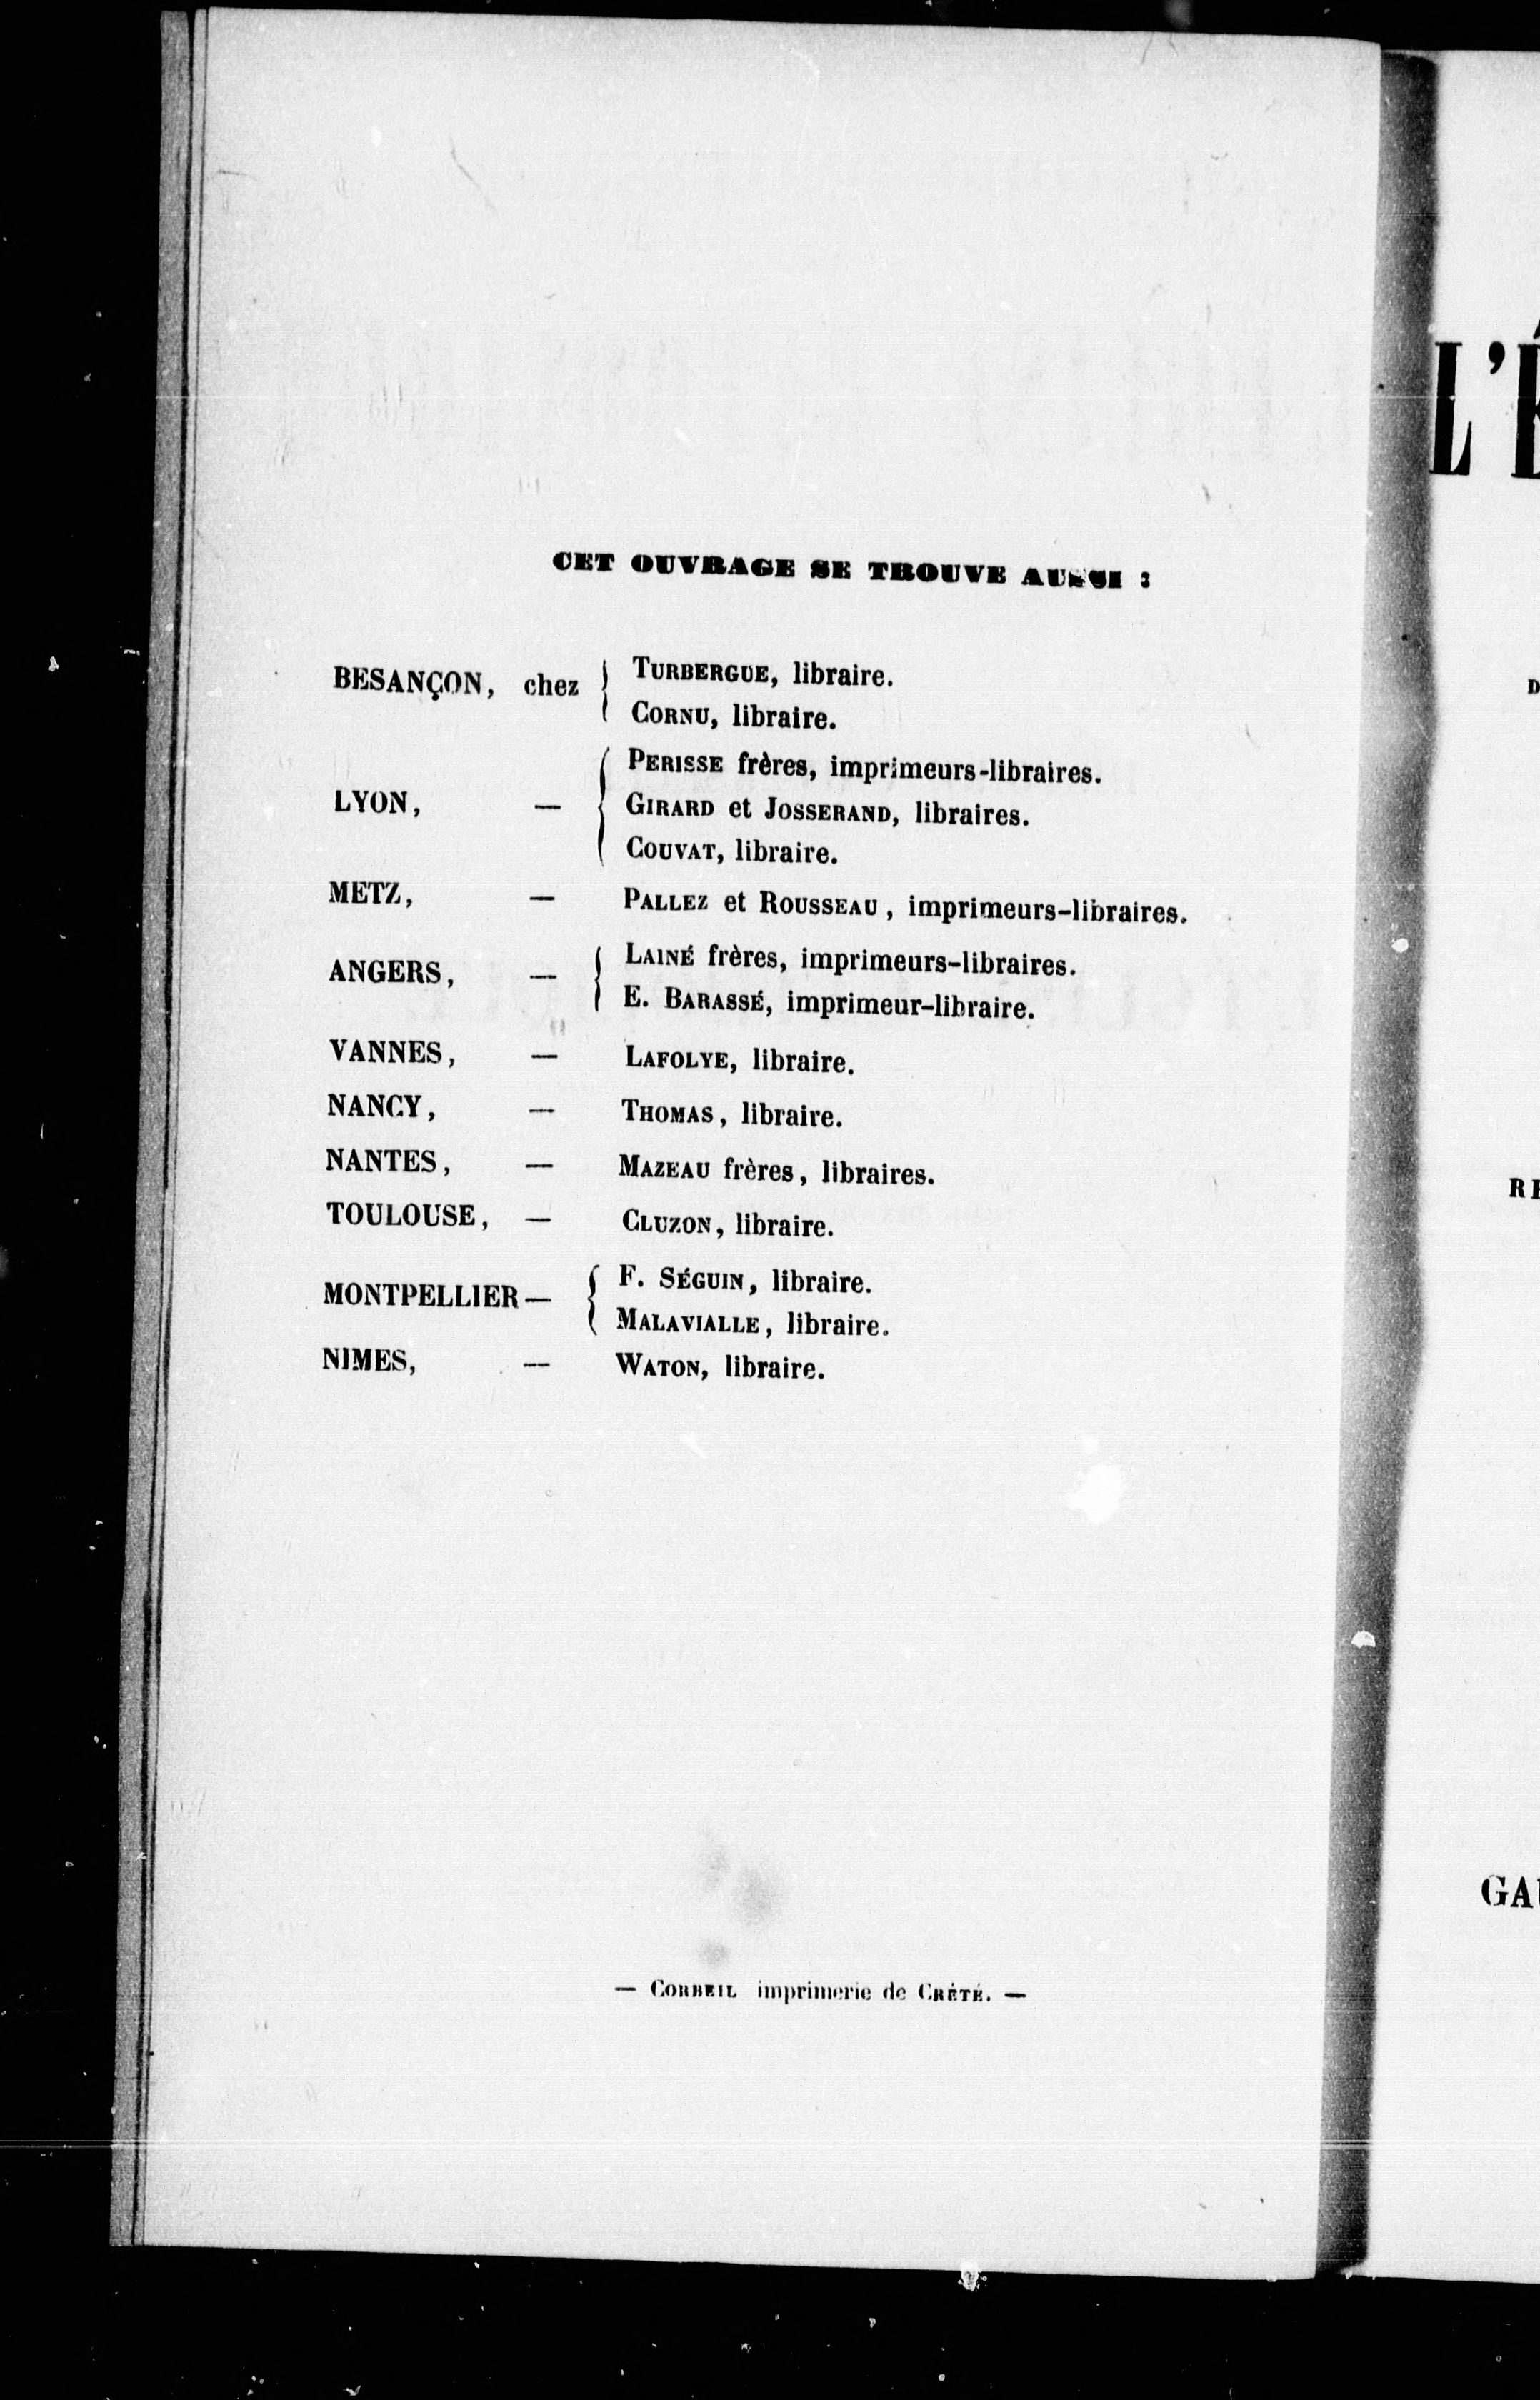 CET OUVRAGE SE TROUVE AUSSI :
BESANÇON, chez TURBERGUE, libraire.
CORNU, libraire.
PERISSE frères, imprimeurs-libraires.
LYON, — GIRARD et JOSSERAND, libraires.
COUVAT, libraire.
METZ, — PALLEZ et ROUSSEAU, imprimeurs-libraires.
ANGERS, — LAINÉ frères, imprimeurs-libraires.
E. BARASSÉ, imprimeur-libraire.
VANNES, — LAFOLYE, libraire.
NANCY, — THOMAS, libraire.
NANTES, — MAZEAU frères, libraires.
TOULOUSE, — CLUZON, libraire.
MONTPELLIER — F. SÉGUIN, libraire.
MALAVIALLE, libraire.
NIMES, — WATON, libraire.
— CORBEIL imprimerie de CRÉTÉ. —
L'É
D
RE
GAU